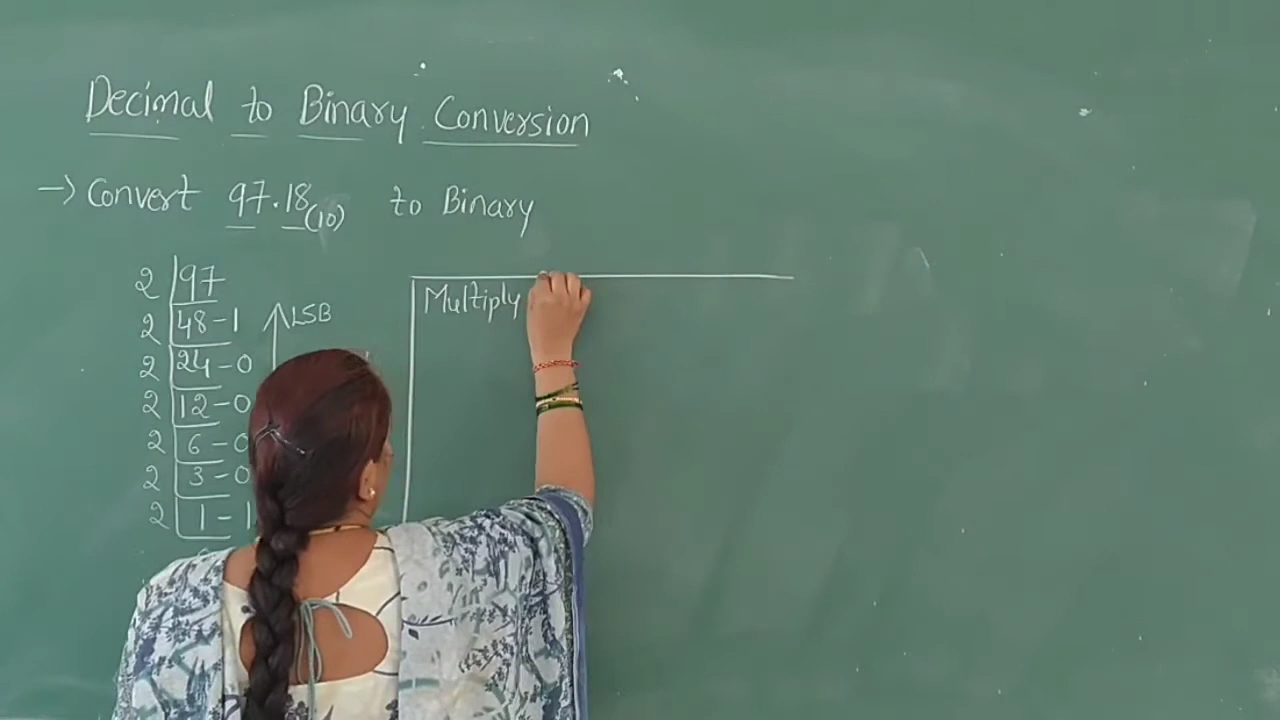 Decimal to Binary Conversion
→ Convert 97.18(10) to Binary
2 | 97
2 | 48 - 1
LSB
2 | 24 - 0
2 | 12 - 0
2 | 6 - 0
2 | 3 - 0
2 | 1 - 1
Multiply